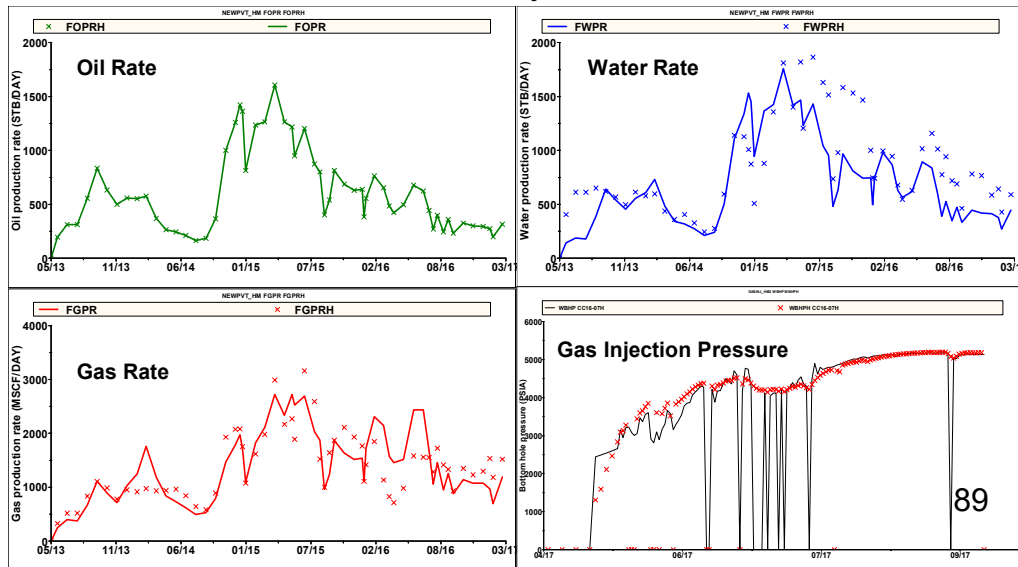 NEWPVT_HM FOPR FOPRH
FOPRH FOPR
Oil Rate
Oil production rate (STB/DAY)
2000
1500
1000
500
0
05/13 11/13 06/14 01/15 07/15 02/16 08/16 03/17
NEWPVT_HM FWPR FWPRH
FWPR FWPRH
Water Rate
Water production rate (STB/DAY)
2000
1500
1000
500
0
05/13 11/13 06/14 01/15 07/15 02/16 08/16 03/
NEWPVT_HM FGPR FGPRH
FGPR FGPRH
Gas Rate
Gas production rate (MSCF/DAY)
4000
3000
2000
1000
0
05/13 11/13 06/14 01/15 07/15 02/16 08/16 03/17
WBHP CC16-07H WBHPH CC16-07H
Gas Injection Pressure
Bottom hole pressure (PSIA)
6000
5000
4000
3000
2000
1000
0
04/17 06/17 07/17 09/17
89